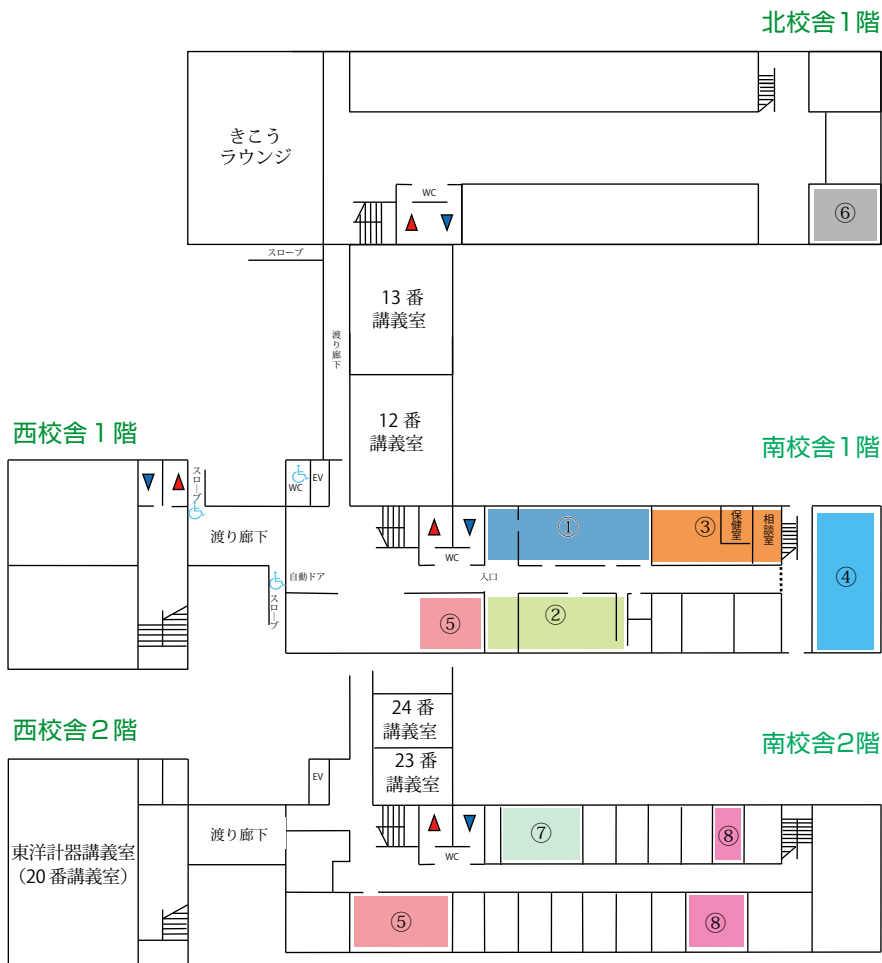 北校舎1階
きこう
ラウンジ
WC
⑥
スロープ
13 番
講義室
渡り廊下
12 番
講義室
西校舎1階
南校舎1階
スロープ
WC
EV
渡り廊下
自動ドア
スロープ
WC
入口
①
③
保健室
相談室
④
⑤
②
西校舎2階
24 番
講義室
23 番
講義室
南校舎2階
EV
渡り廊下
WC
⑦
⑧
東洋計器講義室
（20 番講義室）
⑤
⑧